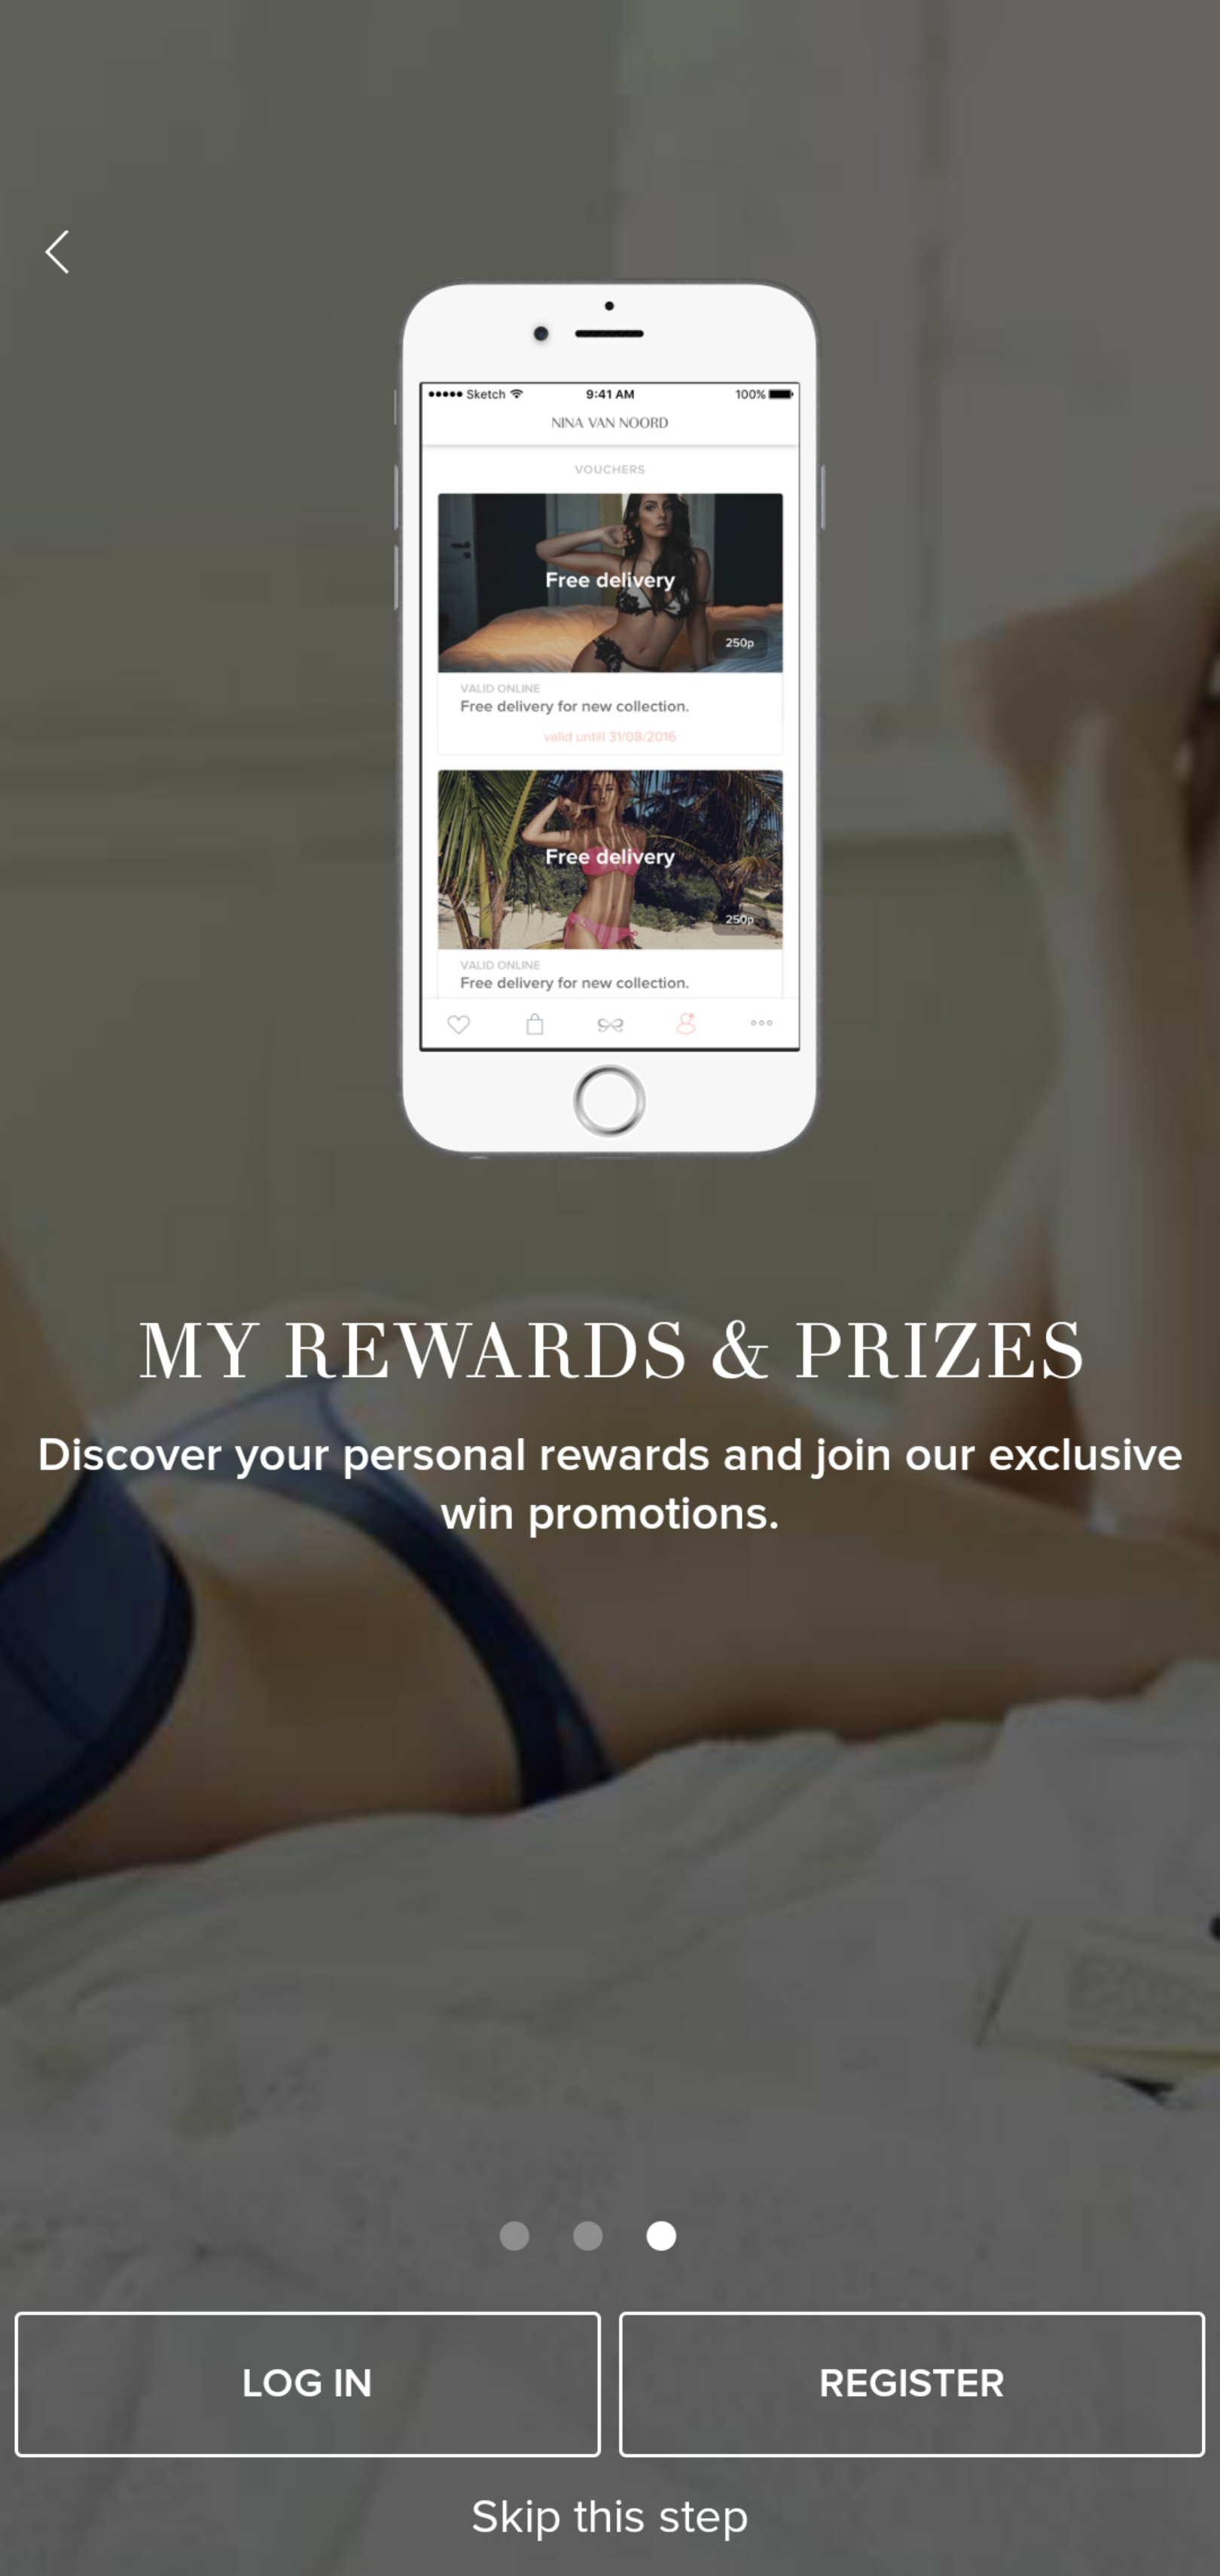 Sketch 9:41 AM 100%
NINA VAN NOORD
VOUCHERS
Free delivery
250p
VALID ONLINE
Free delivery for new collection.
valid untill 31/08/2016
Free delivery
250p
VALID ONLINE
Free delivery for new collection.
MY REWARDS & PRIZES
Discover your personal rewards and join our exclusive
win promotions.
LOG IN REGISTER
Skip this step